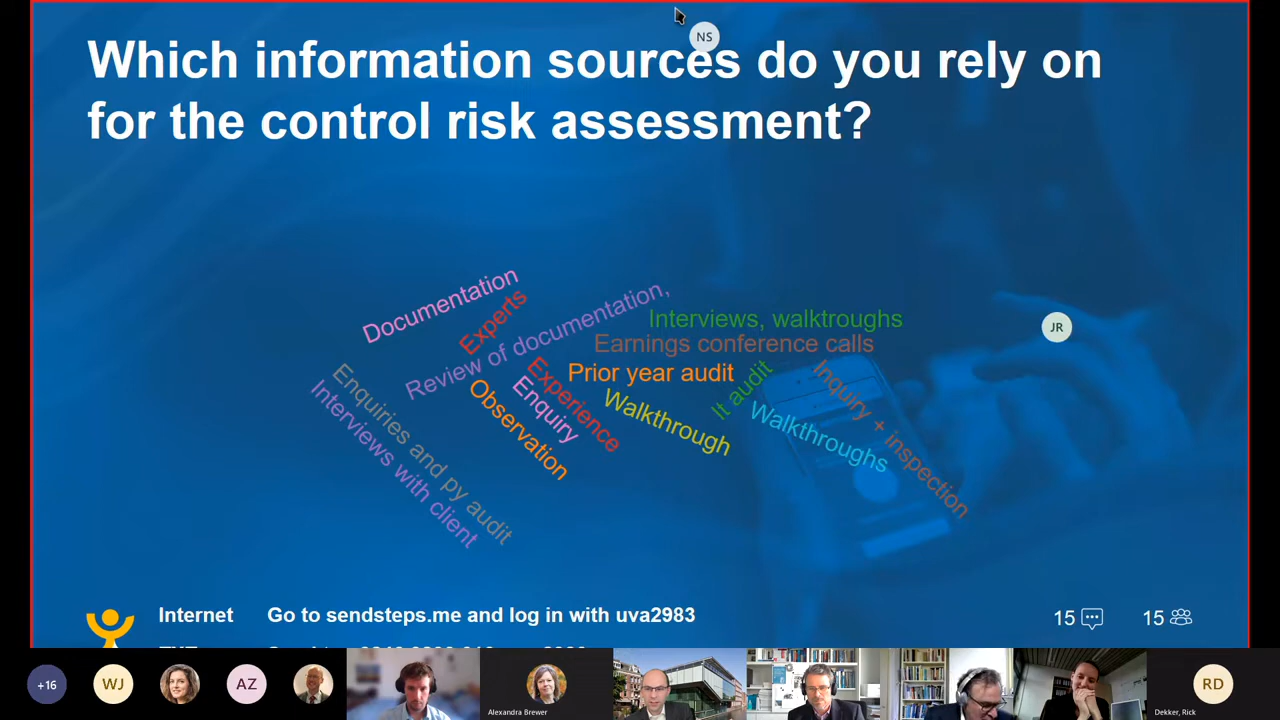 NS
Which information sources do you rely on
for the control risk assessment?
Documentation
Experts
Review of documentation,
Interviews, walktroughs
Earnings conference calls
JR
Prior year audit
It audit
Inquiry + inspection
Experience
Enquiry
Observation
Walkthrough
Walkthroughs
Enquiries and py audit
Interviews with client
Internet Go to sendsteps.me and log in with uva2983
15
15
+16
WJ
AZ
Alexandra Brewer
RD
Dekker, Rick